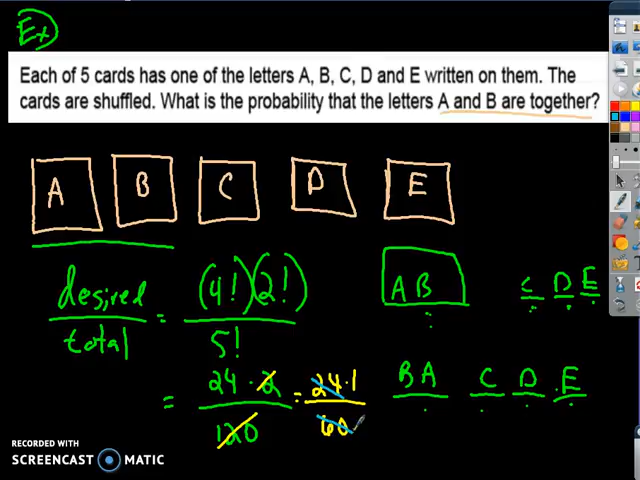 Ex
Each of 5 cards has one of the letters A, B, C, D and E written on them. The
cards are shuffled. What is the probability that the letters A and B are together?
A B C D E
desired
total
=
(4!)(2!)
5!
AB C D E
= 24 · 2
120
= 24·1
60
BA C D E
RECORDED WITH
SCREENCAST MATIC